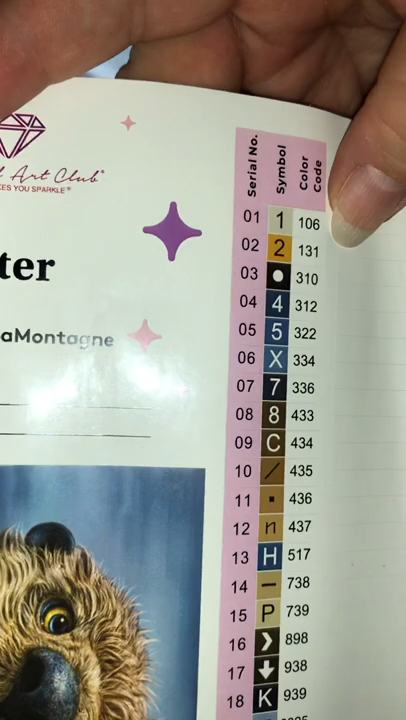 Art Club®
ES YOU SPARKLE®
ter
aMontagne
Serial No. Symbol Color Code
01 1 106
02 2 131
03 ● 310
04 4 312
05 5 322
06 X 334
07 7 336
08 8 433
09 C 434
10 / 435
11 ▪ 436
12 n 437
13 H 517
14 – 738
15 P 739
16 ❯ 898
17 🡇 938
18 K 939